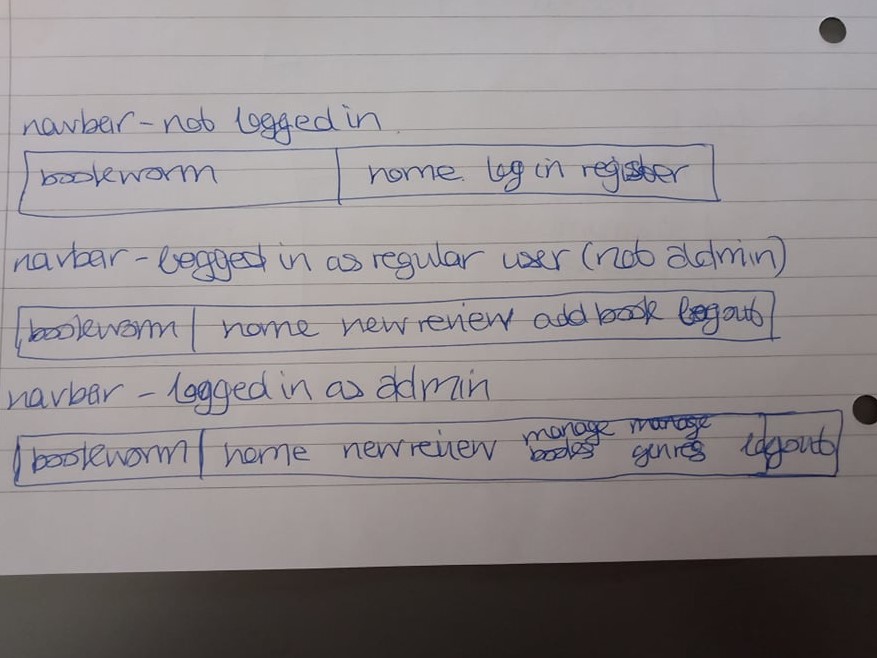 navbar - not logged in
bookworm home log in register
navbar - logged in as regular user (not admin)
bookworm home new review add book logout
navbar - logged in as admin
bookworm home new review manage books manage genres logout